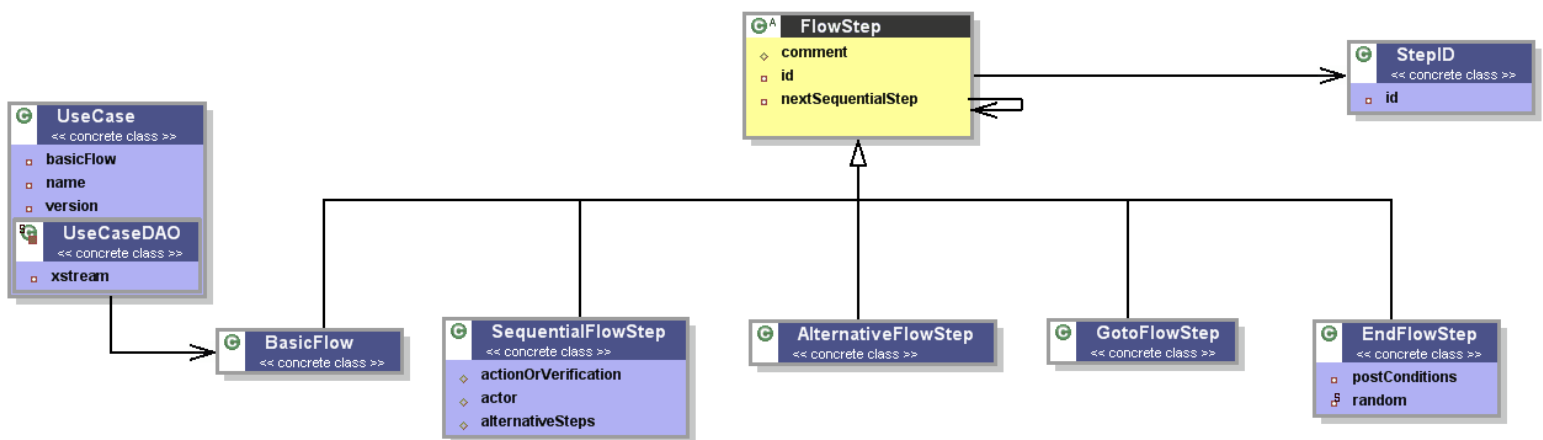 FlowStep
comment
id
nextSequentialStep
StepID
<< concrete class >>
id
UseCase
<< concrete class >>
basicFlow
name
version
UseCaseDAO
<< concrete class >>
xstream
BasicFlow
<< concrete class >>
SequentialFlowStep
<< concrete class >>
actionOrVerification
actor
alternativeSteps
AlternativeFlowStep
<< concrete class >>
GotoFlowStep
<< concrete class >>
EndFlowStep
<< concrete class >>
postConditions
random